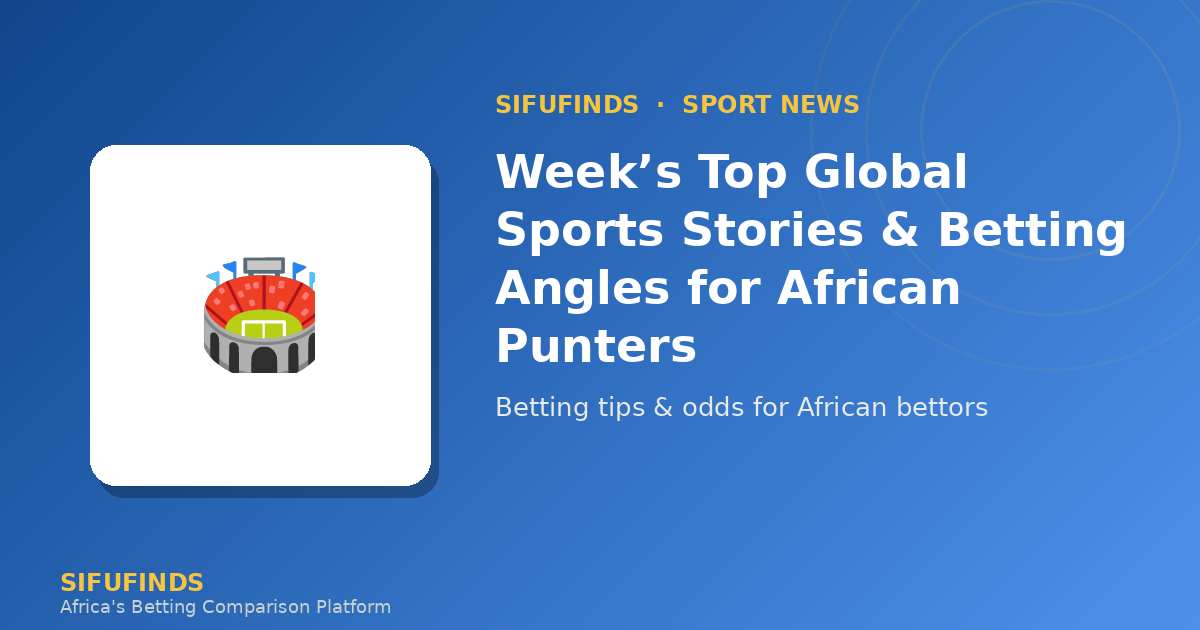 SIFUFINDS · SPORT NEWS
Week’s Top Global
Sports Stories & Betting
Angles for African
Punters
Betting tips & odds for African bettors
SIFUFINDS
Africa's Betting Comparison Platform